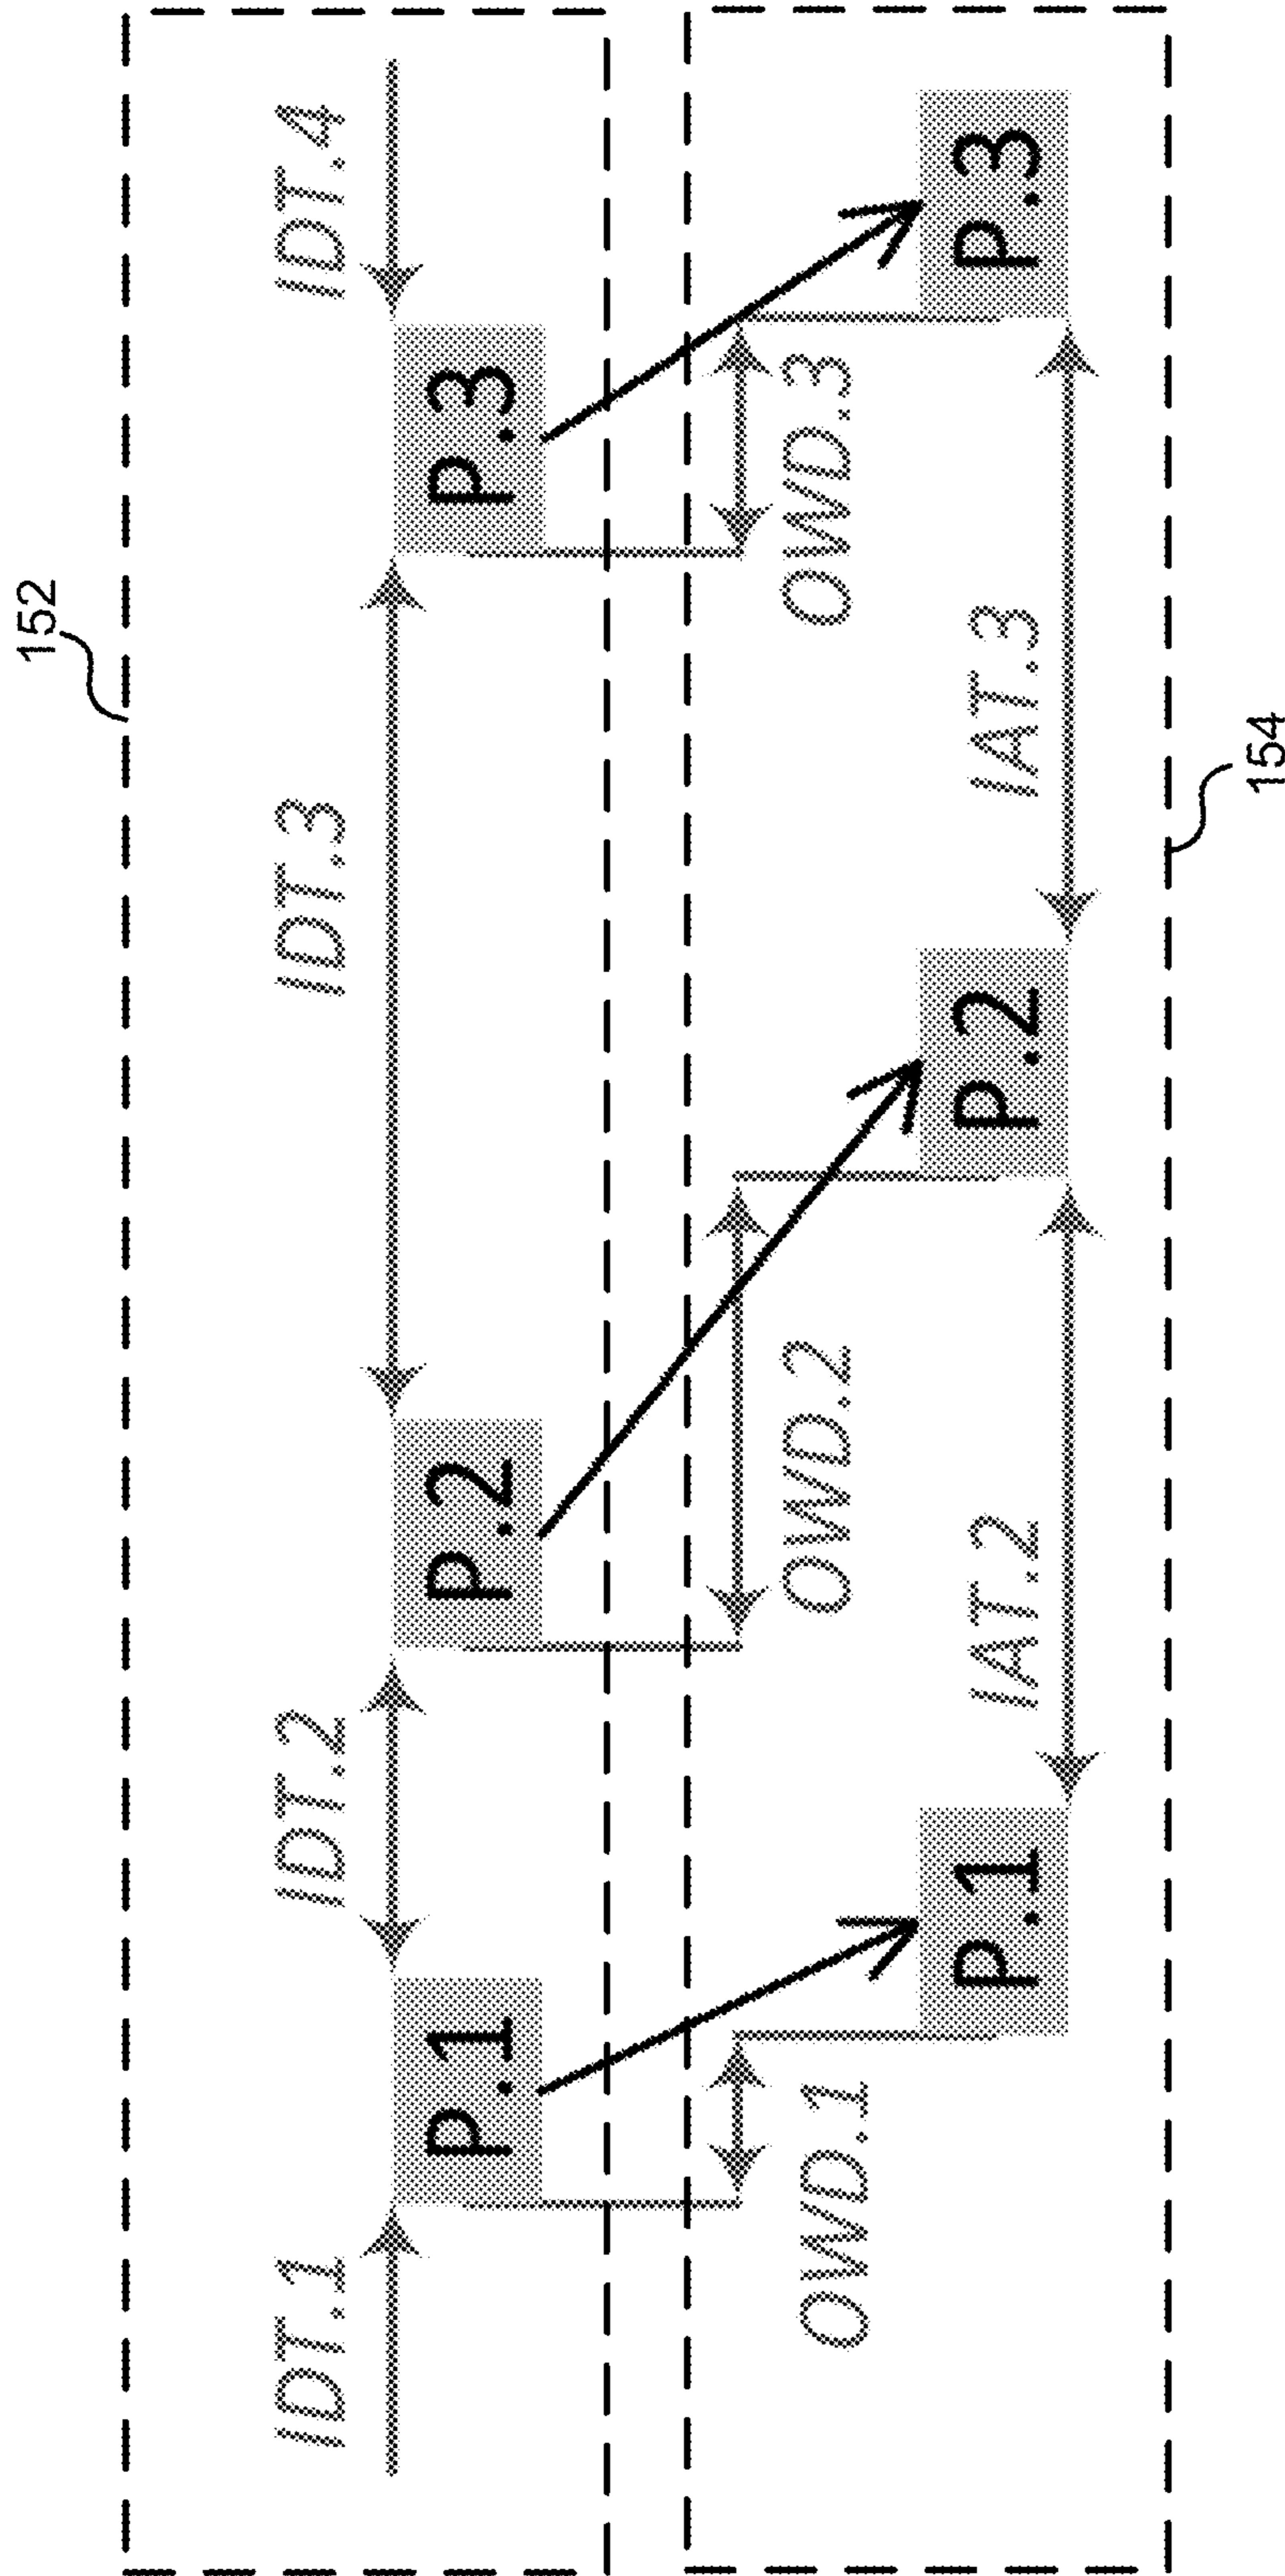 152
IDT.1
IDT.2
IDT.3
IDT.4
P.1
P.2
P.3
OWD.1
OWD.2
OWD.3
IAT.2
IAT.3
P.1
P.2
P.3
154